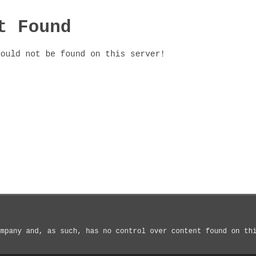 t Found
ould not be found on this server!
mpany and, as such, has no control over content found on thi